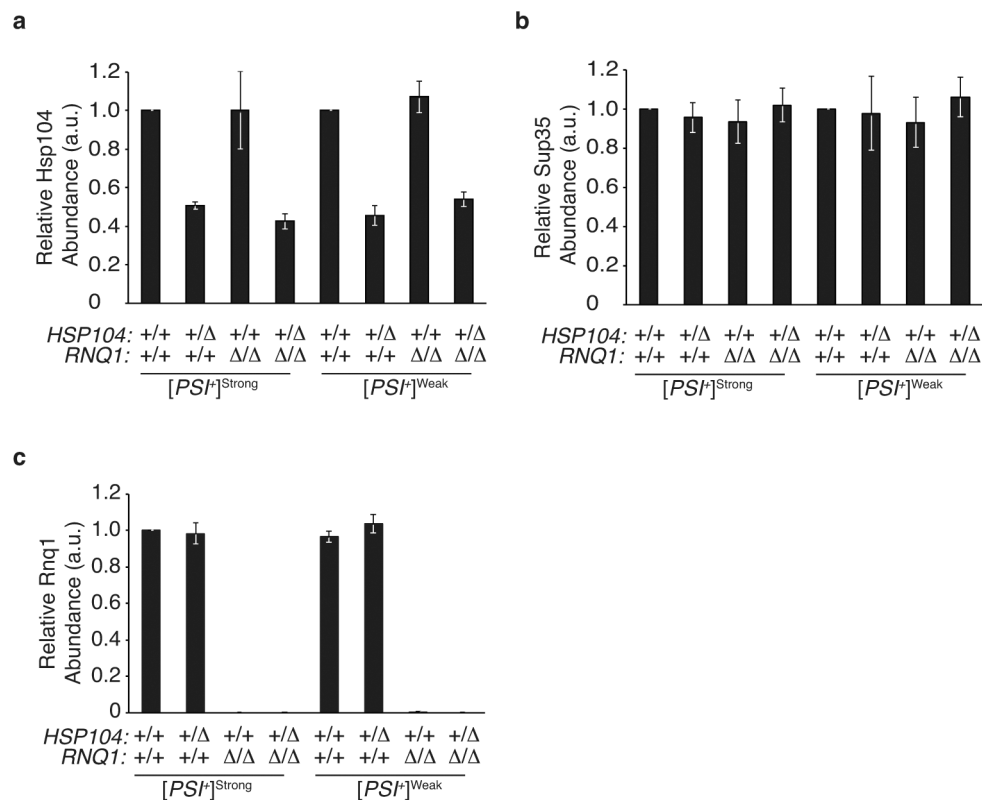 a
Relative Hsp104
Abundance (a.u.)
1.2
1.0
0.8
0.6
0.4
0.2
0
HSP104: +/+ +/Δ +/+ +/Δ +/+ +/Δ +/+ +/Δ
RNQ1: +/+ +/+ Δ/Δ Δ/Δ +/+ +/+ Δ/Δ Δ/Δ
[PSI+]Strong [PSI+]Weak
b
Relative Sup35
Abundance (a.u.)
1.2
1.0
0.8
0.6
0.4
0.2
0
HSP104: +/+ +/Δ +/+ +/Δ +/+ +/Δ +/+ +/Δ
RNQ1: +/+ +/+ Δ/Δ Δ/Δ +/+ +/+ Δ/Δ Δ/Δ
[PSI+]Strong [PSI+]Weak
c
Relative Rnq1
Abundance (a.u.)
1.2
1.0
0.8
0.6
0.4
0.2
0
HSP104: +/+ +/Δ +/+ +/Δ +/+ +/Δ +/+ +/Δ
RNQ1: +/+ +/+ Δ/Δ Δ/Δ +/+ +/+ Δ/Δ Δ/Δ
[PSI+]Strong [PSI+]Weak